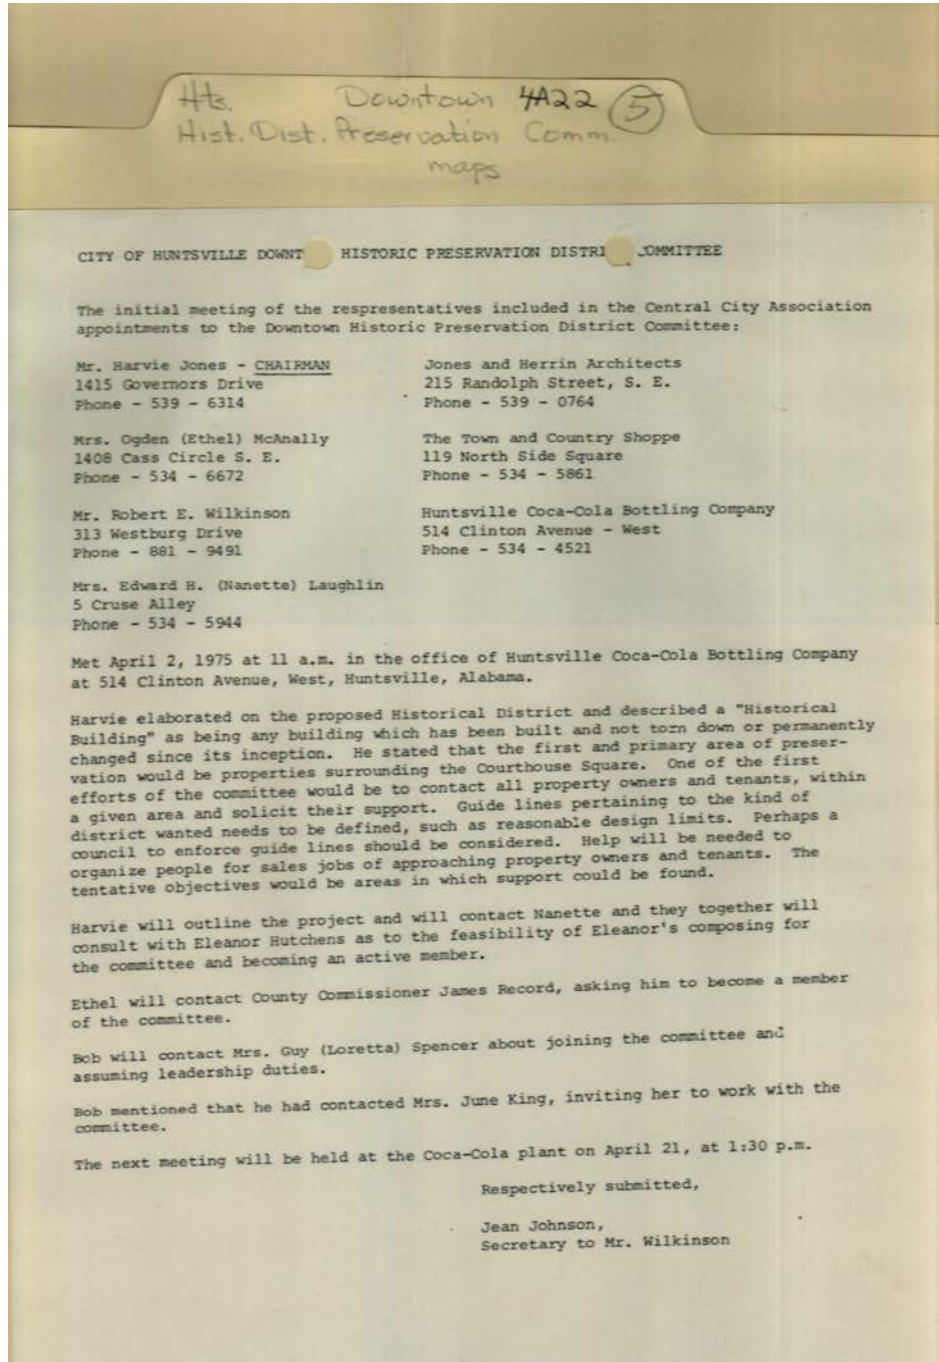 Hts. Downtown 4A22 5
Hist. Dist. Preservation Comm.
maps
CITY OF HUNTSVILLE DOWNT HISTORIC PRESERVATION DISTRI COMMITTEE
The initial meeting of the respresentatives included in the Central City Association
appointments to the Downtown Historic Preservation District Committee:
Mr. Harvie Jones - CHAIRMAN Jones and Herrin Architects
1415 Governors Drive 215 Randolph Street, S. E.
Phone - 539 - 6314 Phone - 539 - 0764
Mrs. Ogden (Ethel) McAnally The Town and Country Shoppe
1408 Cass Circle S. E. 119 North Side Square
Phone - 534 - 6672 Phone - 534 - 5861
Mr. Robert E. Wilkinson Huntsville Coca-Cola Bottling Company
313 Westburg Drive 514 Clinton Avenue - West
Phone - 881 - 9491 Phone - 534 - 4521
Mrs. Edward H. (Nanette) Laughlin
5 Cruse Alley
Phone - 534 - 5944
Met April 2, 1975 at 11 a.m. in the office of Huntsville Coca-Cola Bottling Company
at 514 Clinton Avenue, West, Huntsville, Alabama.
Harvie elaborated on the proposed Historical District and described a "Historical
Building" as being any building which has been built and not torn down or permanently
changed since its inception. He stated that the first and primary area of preser-
vation would be properties surrounding the Courthouse Square. One of the first
efforts of the committee would be to contact all property owners and tenants, within
a given area and solicit their support. Guide lines pertaining to the kind of
district wanted needs to be defined, such as reasonable design limits. Perhaps a
council to enforce guide lines should be considered. Help will be needed to
organize people for sales jobs of approaching property owners and tenants. The
tentative objectives would be areas in which support could be found.
Harvie will outline the project and will contact Nanette and they together will
consult with Eleanor Hutchens as to the feasibility of Eleanor's composing for
the committee and becoming an active member.
Ethel will contact County Commissioner James Record, asking him to become a member
of the committee.
Bob will contact Mrs. Guy (Loretta) Spencer about joining the committee and
assuming leadership duties.
Bob mentioned that he had contacted Mrs. June King, inviting her to work with the
committee.
The next meeting will be held at the Coca-Cola plant on April 21, at 1:30 p.m.
Respectively submitted,
Jean Johnson,
Secretary to Mr. Wilkinson